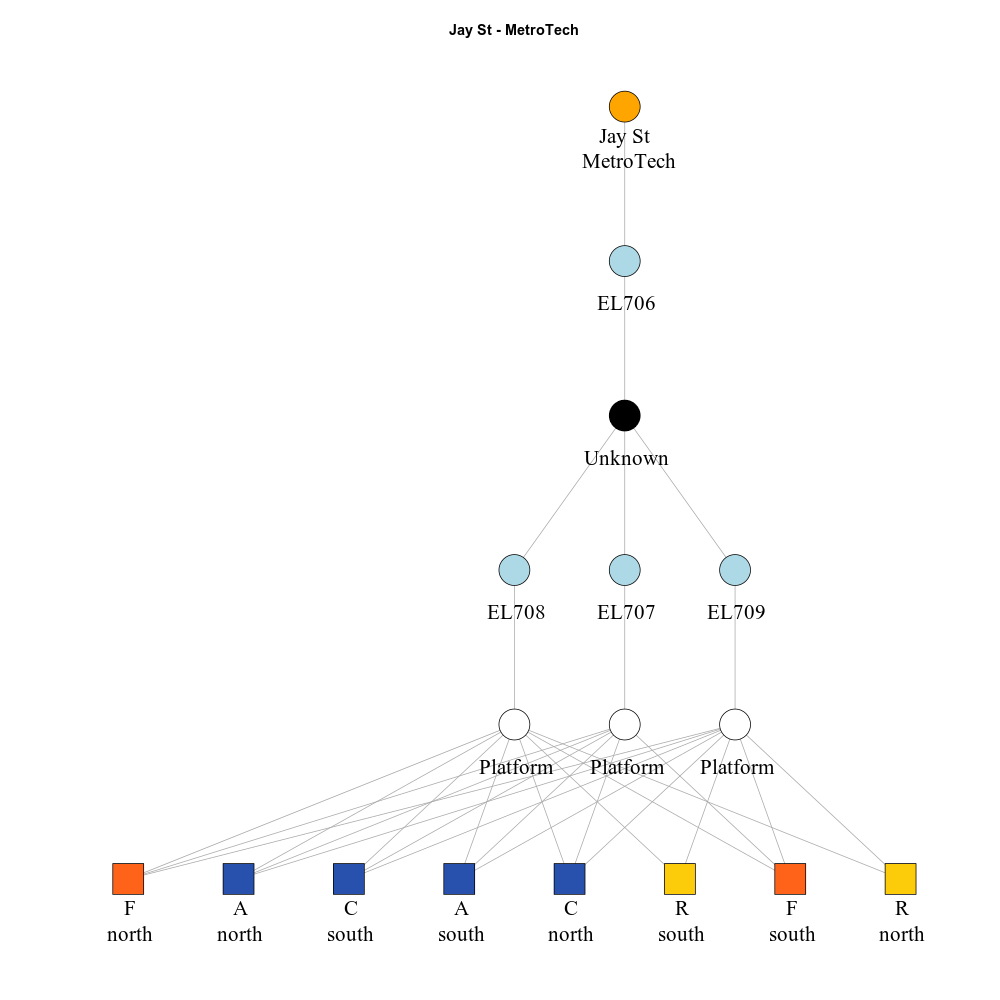 Jay St - MetroTech
Jay St
MetroTech
EL706
Unknown
EL708 EL707 EL709
Platform Platform Platform
F A C A C R F R
north north south south north south south north